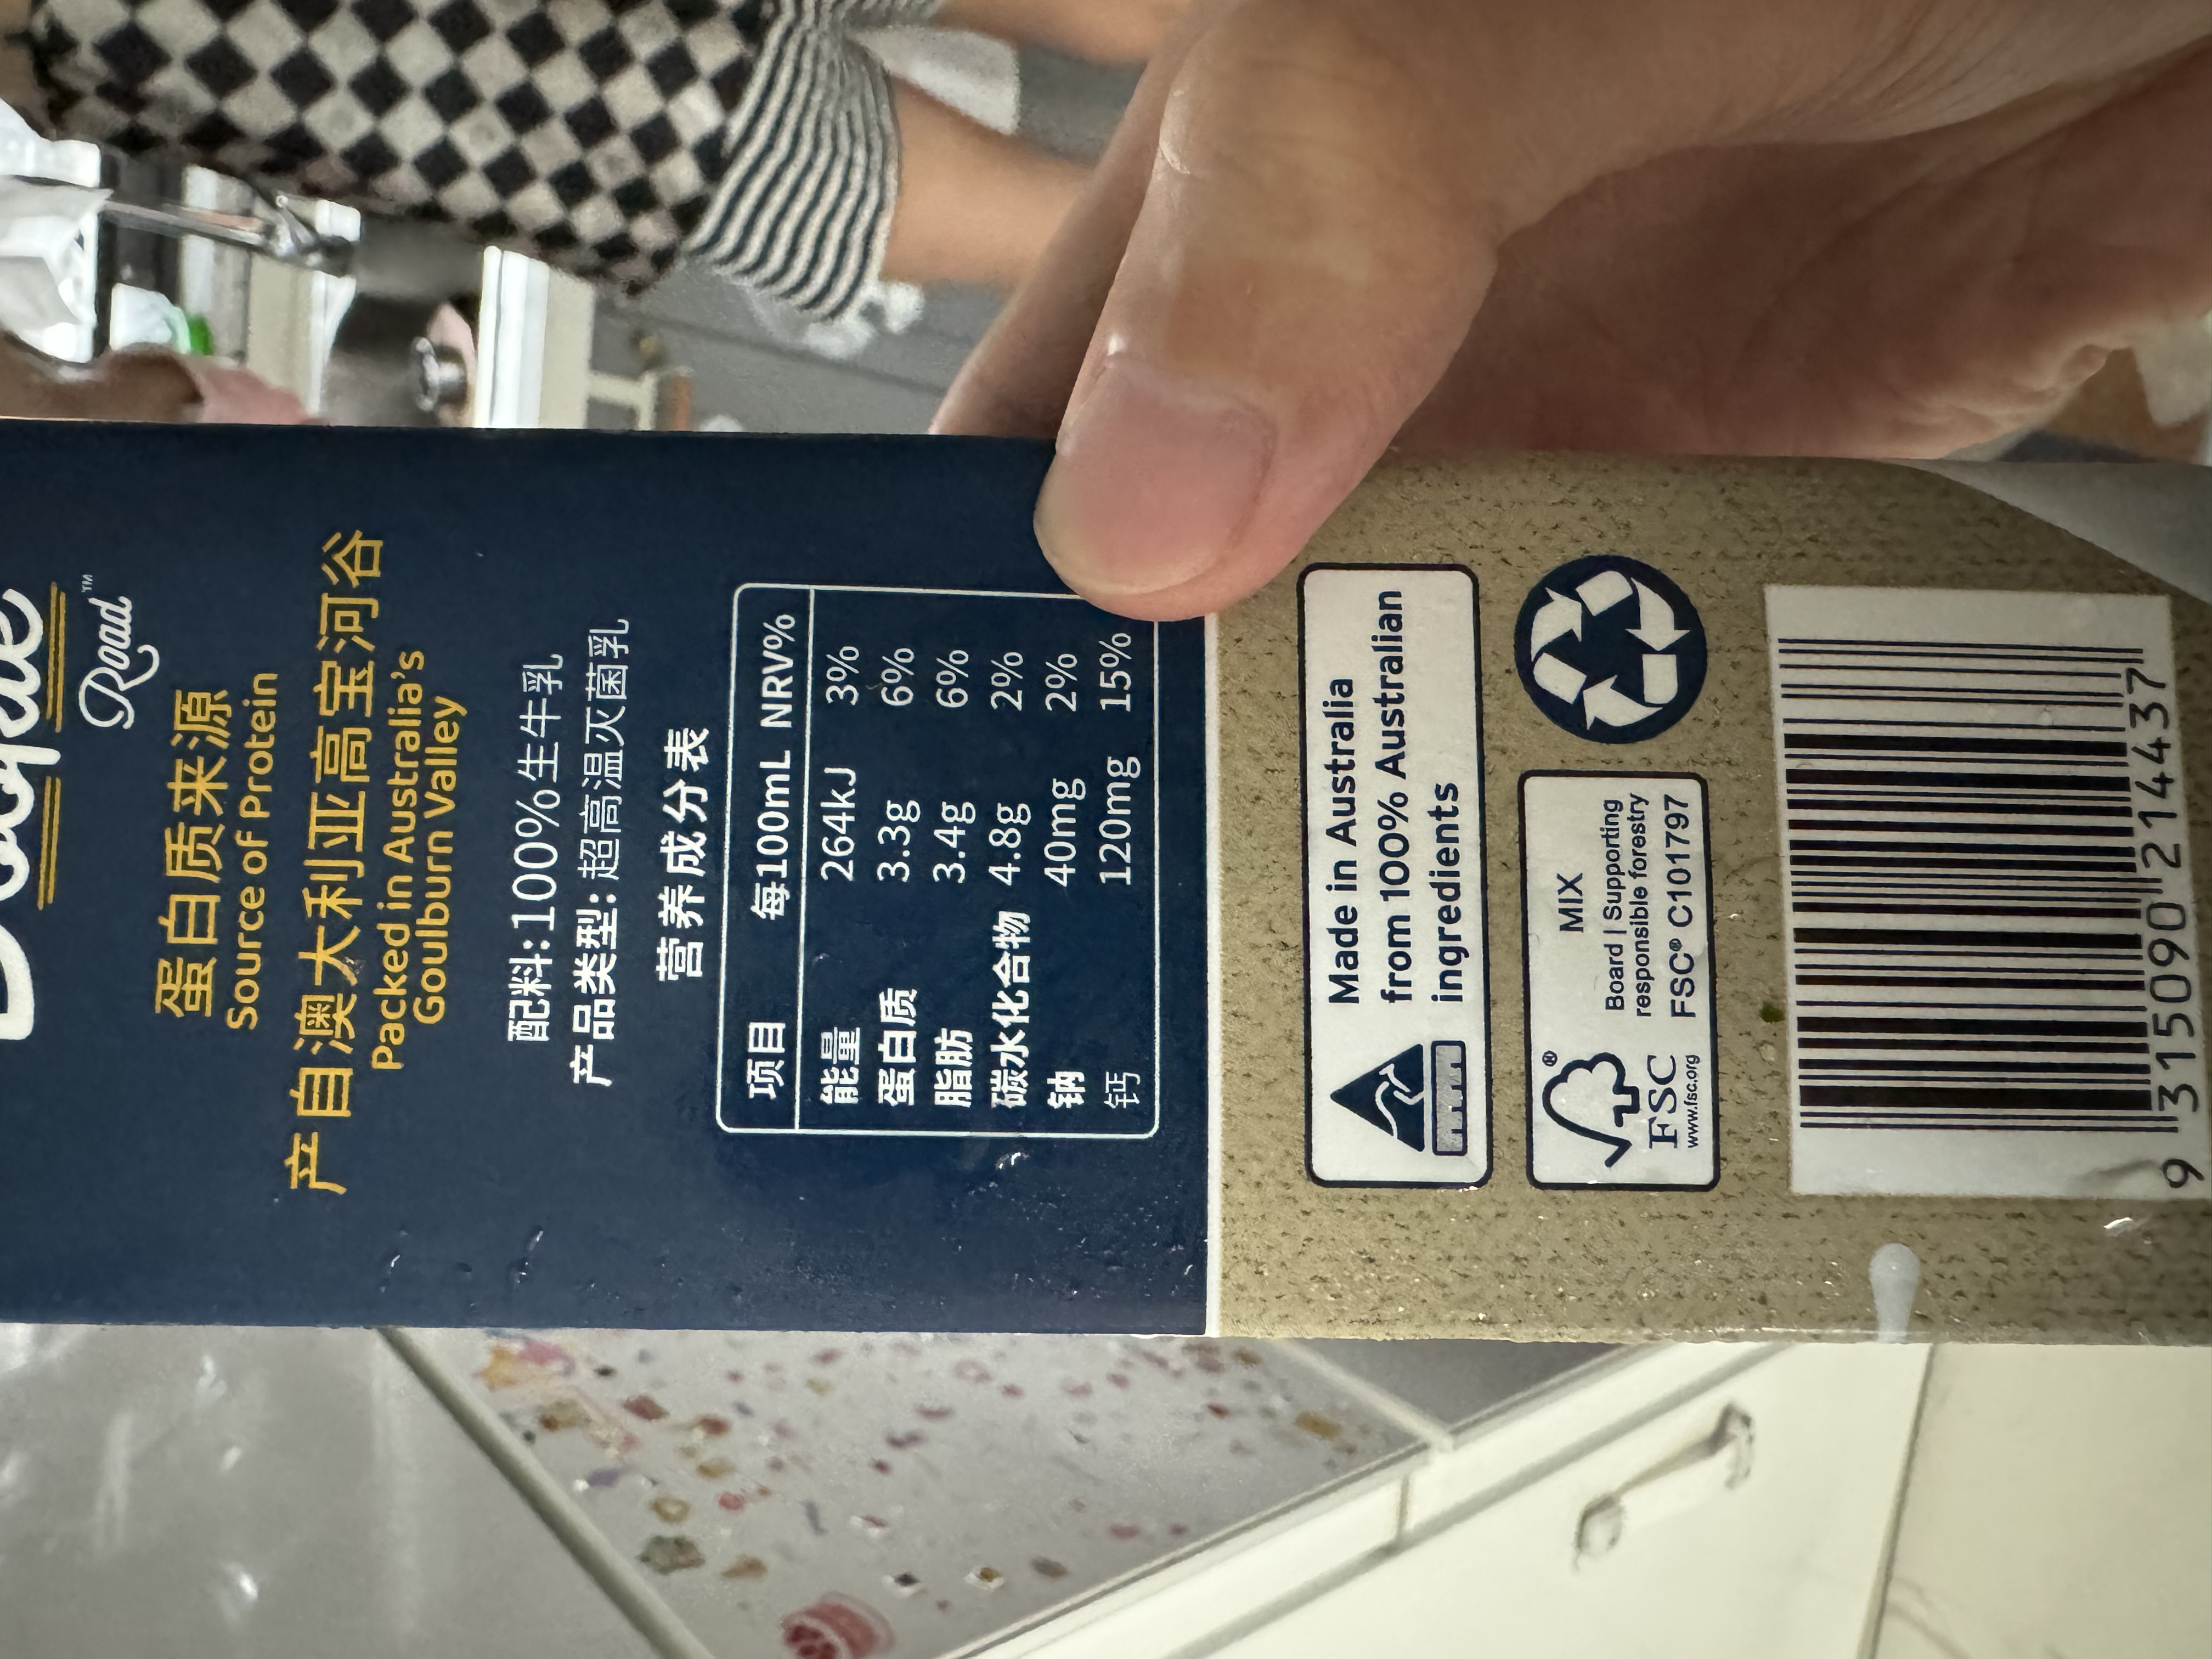 Dookie
Road™
蛋白质来源
Source of Protein
产自澳大利亚高宝河谷
Packed in Australia's
Goulburn Valley
配料:100%生牛乳
产品类型: 超高温灭菌乳
营养成分表
项目 每100mL NRV%
能量 264kJ 3%
蛋白质 3.3g 6%
脂肪 3.4g 6%
碳水化合物 4.8g 2%
钠 40mg 2%
钙 120mg 15%
Made in Australia
from 100% Australian
ingredients
®
FSC
www.fsc.org
MIX
Board | Supporting
responsible forestry
FSC® C101797
9 315090 214437